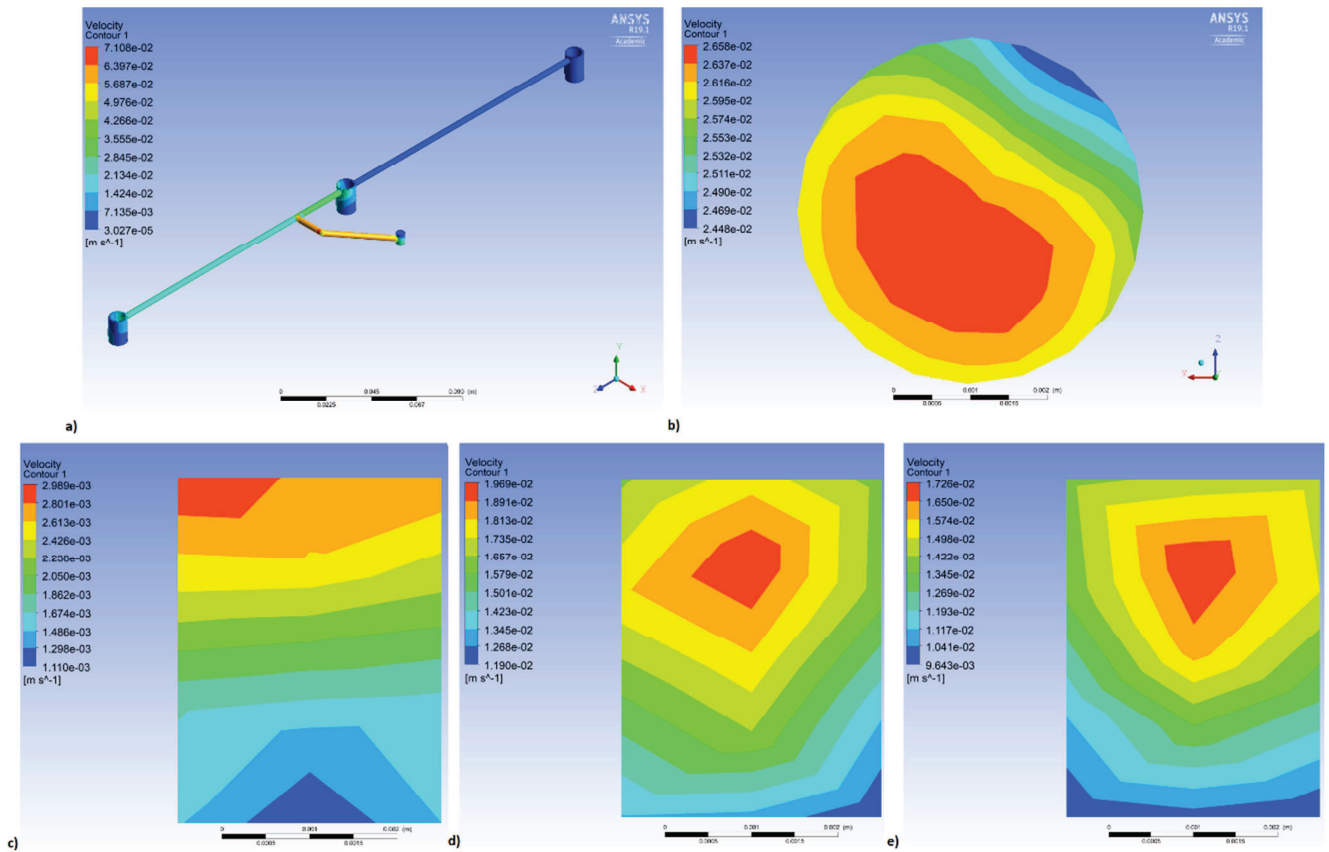 Velocity
Contour 1
7.108e-02
6.397e-02
5.687e-02
4.976e-02
4.266e-02
3.555e-02
2.845e-02
2.134e-02
1.424e-02
7.135e-03
3.027e-05
[m s^-1]
ANSYS
R19.1
Academic
Y
Z
X
0
0.045
0.090
(m)
0.0225
0.067
a)
Velocity
Contour 1
2.658e-02
2.637e-02
2.616e-02
2.595e-02
2.574e-02
2.553e-02
2.532e-02
2.511e-02
2.490e-02
2.469e-02
2.448e-02
[m s^-1]
ANSYS
R19.1
Academic
Z
0
0.001
0.002
(m)
0.0005
0.0015
b)
Velocity
Contour 1
2.989e-03
2.801e-03
2.613e-03
2.426e-03
2.050e-03
1.862e-03
1.674e-03
1.486e-03
1.298e-03
1.110e-03
[m s^-1]
0
0.001
0.002
(m)
0.0005
0.0015
c)
Velocity
Contour 1
1.969e-02
1.891e-02
1.813e-02
1.735e-02
1.657e-02
1.579e-02
1.501e-02
1.423e-02
1.345e-02
1.268e-02
1.190e-02
[m s^-1]
0
0.001
0.002
(m)
0.0005
0.0015
d)
Velocity
Contour 1
1.726e-02
1.650e-02
1.574e-02
1.498e-02
1.422e-02
1.345e-02
1.269e-02
1.193e-02
1.117e-02
1.041e-02
9.643e-03
[m s^-1]
0
0.001
0.002
(m)
0.0005
0.0015
e)